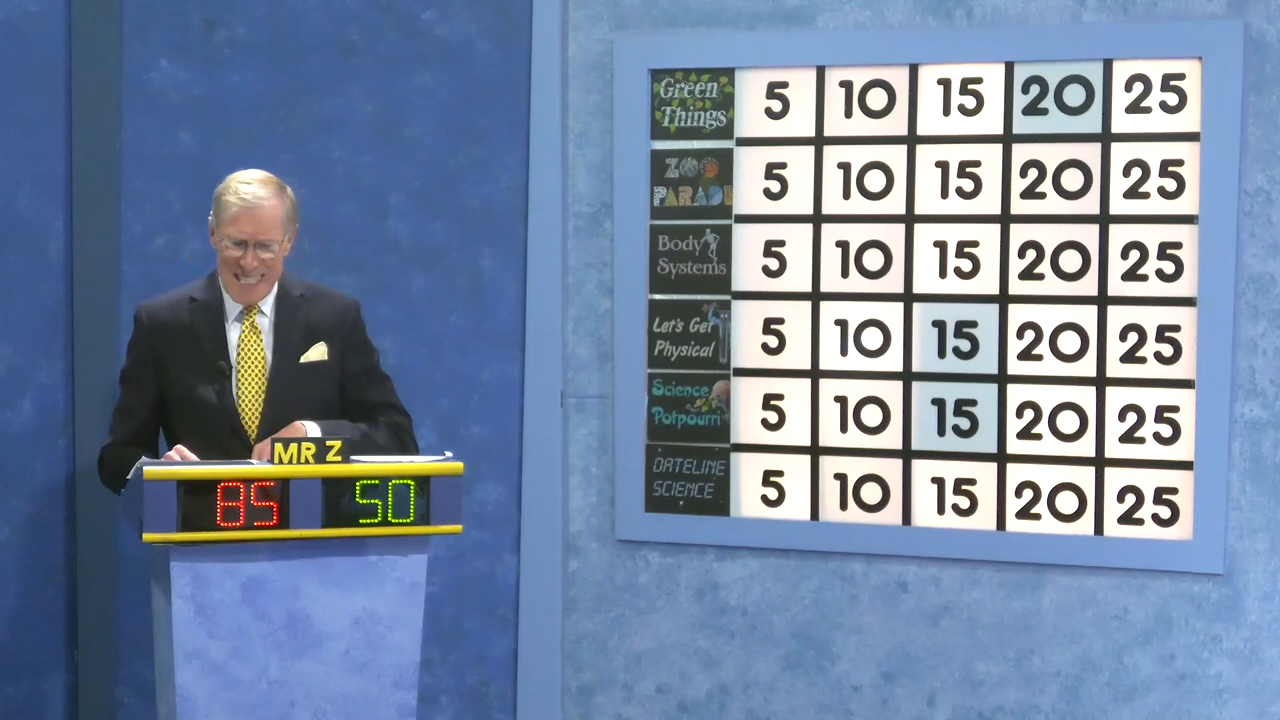 Green
Things
5 10 15 20 25
ZOO
PARADE
5 10 15 20 25
Body
Systems
5 10 15 20 25
Let's Get
Physical
5 10 15 20 25
Science
Potpourri
5 10 15 20 25
DATELINE
SCIENCE
5 10 15 20 25
MR Z
85 50